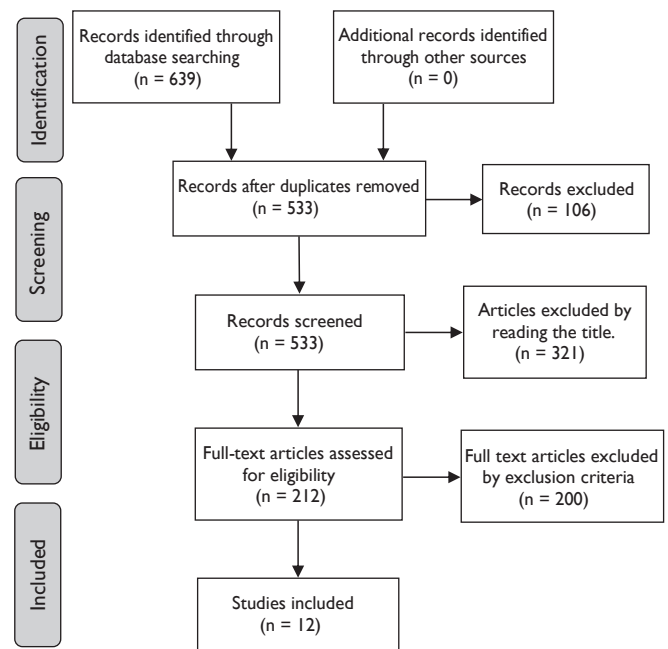 Identification
Records identified through
database searching
(n = 639)
Additional records identified
through other sources
(n = 0)
Records after duplicates removed
(n = 533)
Records excluded
(n = 106)
Screening
Records screened
(n = 533)
Articles excluded by
reading the title.
(n = 321)
Eligibility
Full-text articles assessed
for eligibility
(n = 212)
Full text articles excluded
by exclusion criteria
(n = 200)
Included
Studies included
(n = 12)